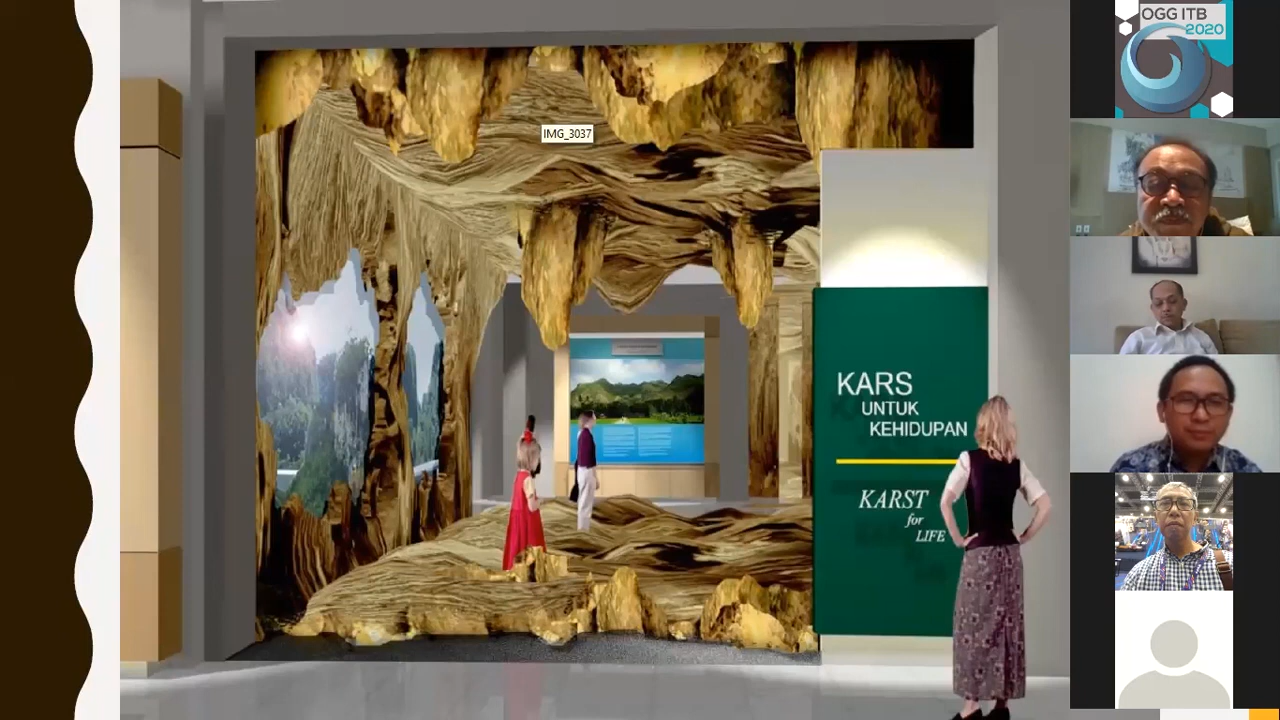 OGG ITB
2020
IMG_3037
KARS
UNTUK
KEHIDUPAN
KARST
for
LIFE